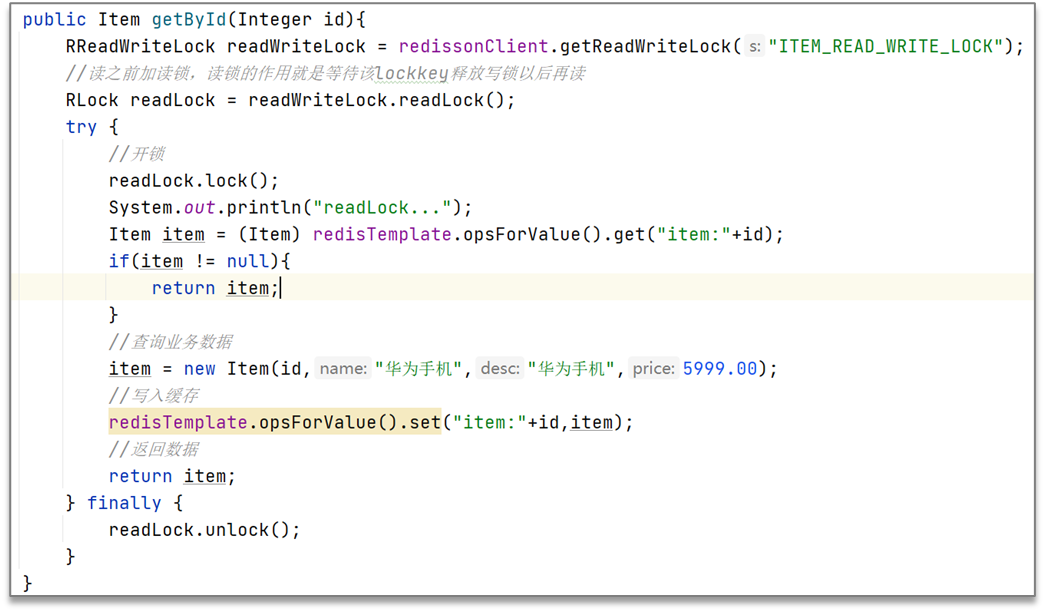 public Item getById(Integer id){
RReadWriteLock readWriteLock = redissonClient.getReadWriteLock( s: "ITEM_READ_WRITE_LOCK");
//读之前加读锁，读锁的作用就是等待该lockkey释放写锁以后再读
RLock readLock = readWriteLock.readLock();
try {
//开锁
readLock.lock();
System.out.println("readLock...");
Item item = (Item) redisTemplate.opsForValue().get("item:"+id);
if(item != null){
return item;
}
//查询业务数据
item = new Item(id, name: "华为手机", desc: "华为手机", price: 5999.00);
//写入缓存
redisTemplate.opsForValue().set("item:"+id,item);
//返回数据
return item;
} finally {
readLock.unlock();
}
}